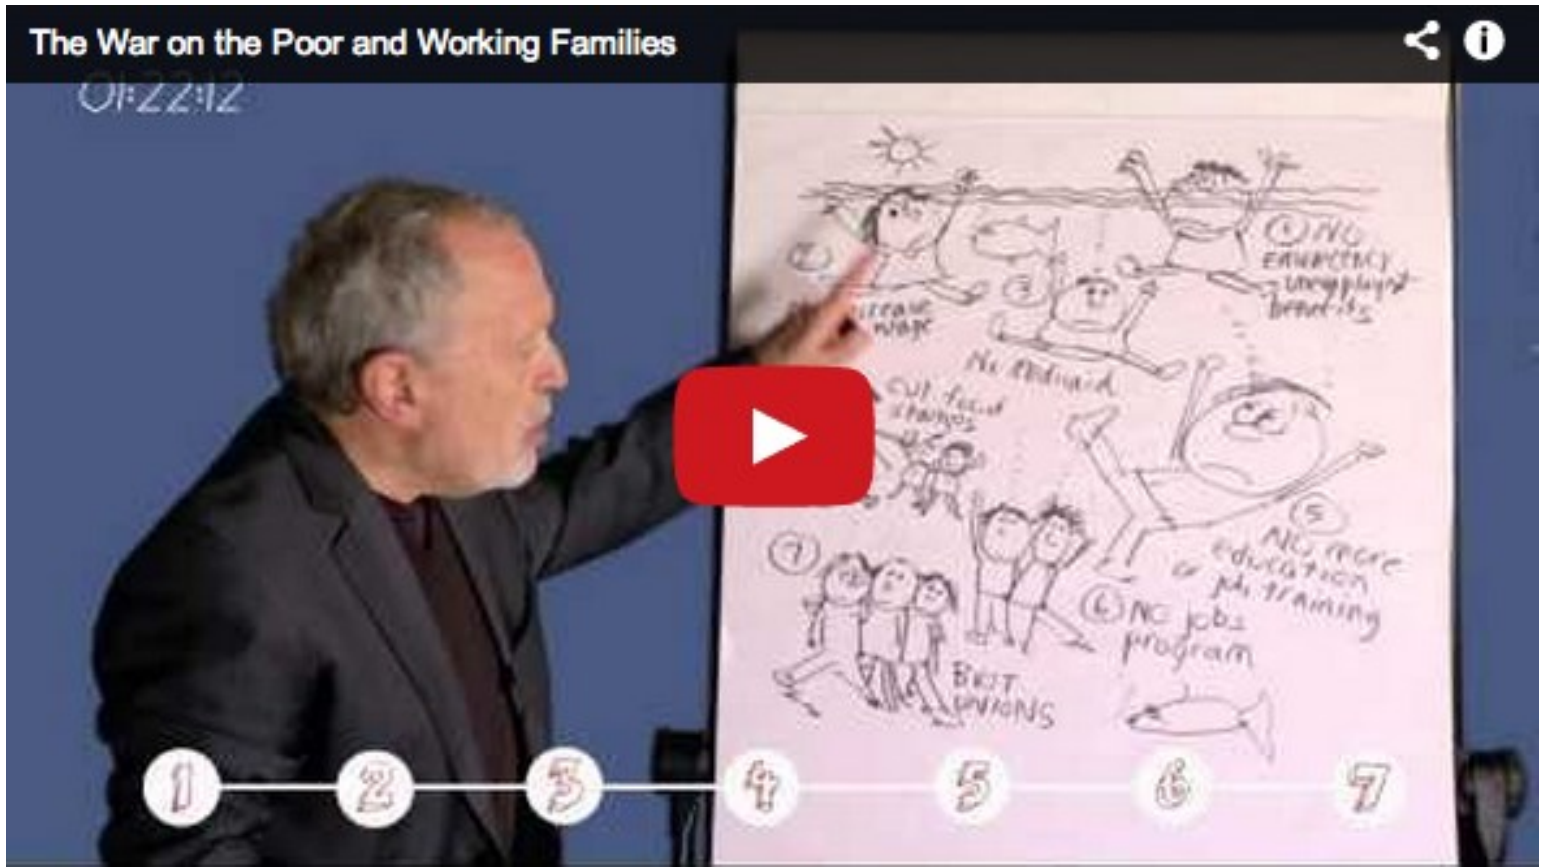 The War on the Poor and Working Families
01:22:12
① NO
unemployment
benefits
②
wage
③
No Medicaid
cut food
stamps
⑤
NO more
education
or job training
⑥ NO jobs
program
⑦
BUST
UNIONS
1 2 3 4 5 6 7